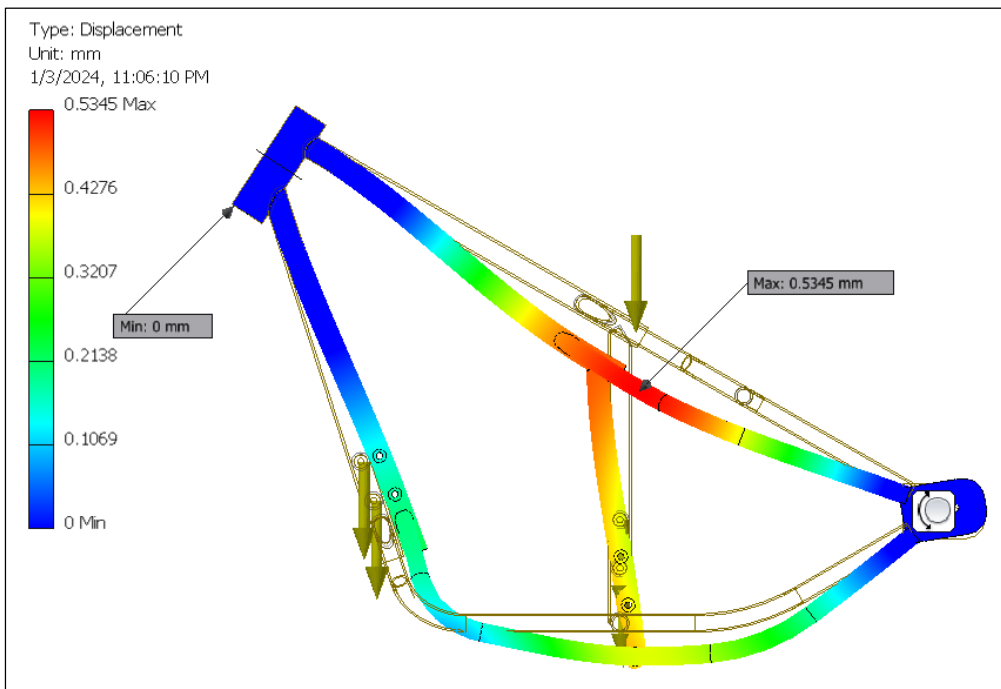 Type: Displacement
Unit: mm
1/3/2024, 11:06:10 PM
0.5345 Max
0.4276
0.3207
0.2138
0.1069
0 Min
Max: 0.5345 mm
Min: 0 mm